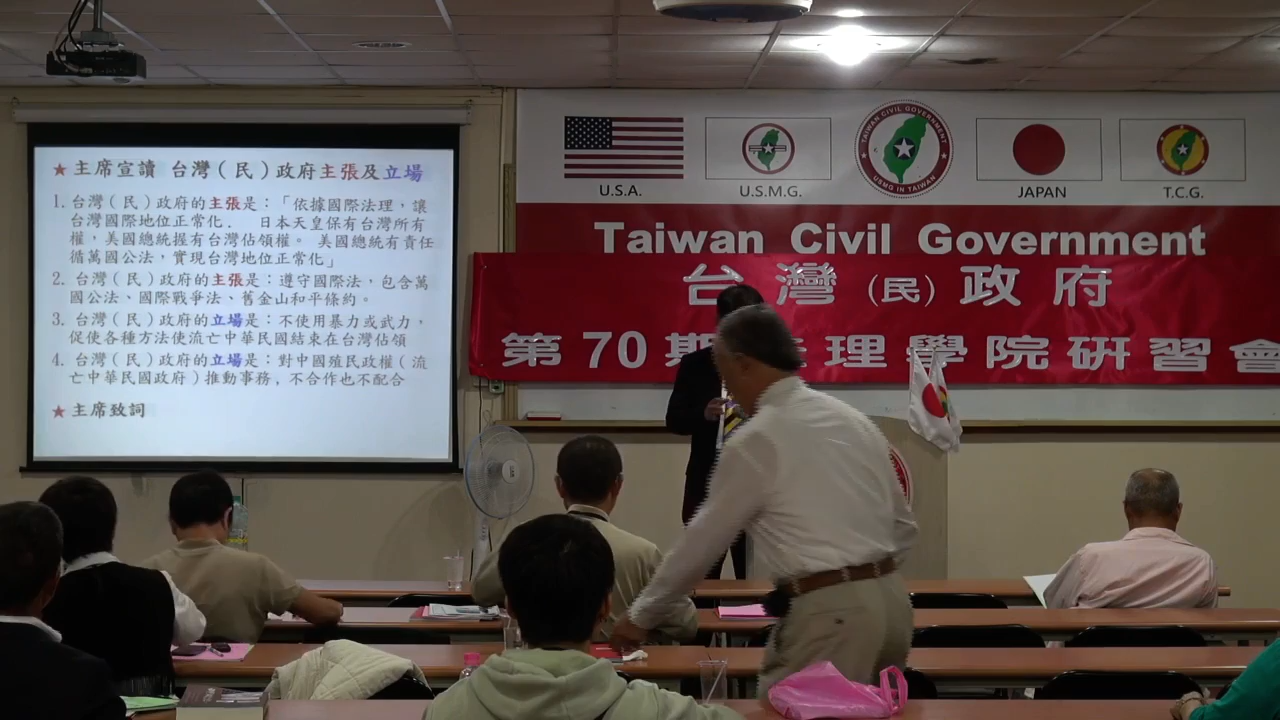 ★ 主席宣讀 台灣(民)政府主張及立場
1. 台灣(民)政府的主張是:「依據國際法理,讓
台灣國際地位正常化. 日本天皇保有台灣所有
權,美國總統握有台灣佔領權。 美國總統有責任
循萬國公法,實現台灣地位正常化」
2. 台灣(民)政府的主張是:遵守國際法,包含萬
國公法、國際戰爭法、舊金山和平條約。
3. 台灣(民)政府的立場是:不使用暴力或武力,
促使各種方法使流亡中華民國結束在台灣佔領
4. 台灣(民)政府的立場是:對中國殖民政權(流
亡中華民國政府)推動事務,不合作也不配合
★ 主席致詞
U.S.A.
U.S.M.G.
TAIWAN CIVIL GOVERNMENT
USMG IN TAIWAN
JAPAN
T.C.G.
Taiwan Civil Government
台灣(民)政府
第70期 理學院研習會